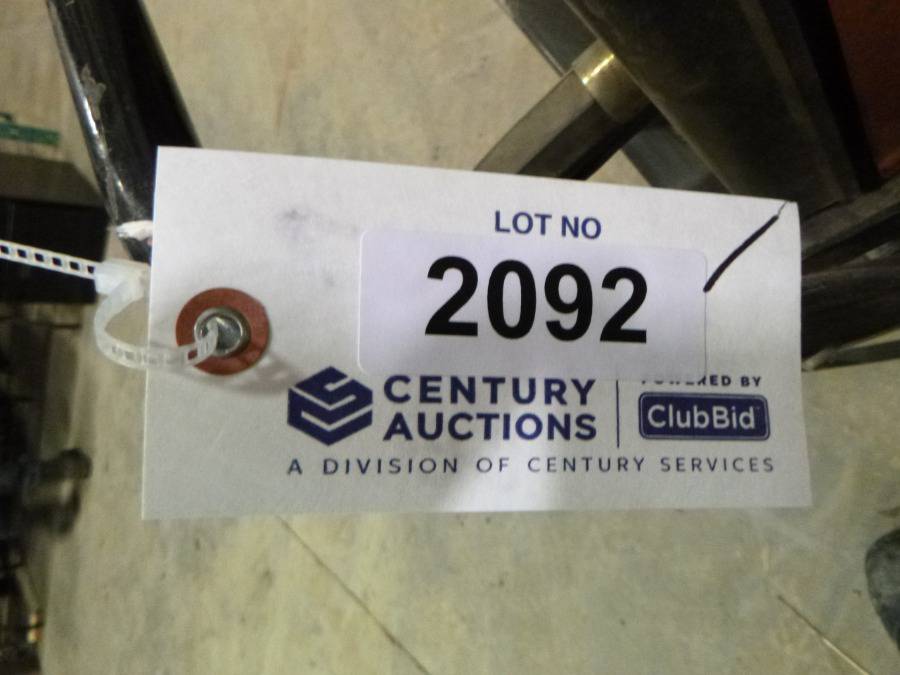 LOT NO
2092
CENTURY
AUCTIONS
POWERED BY
ClubBid
A DIVISION OF CENTURY SERVICES